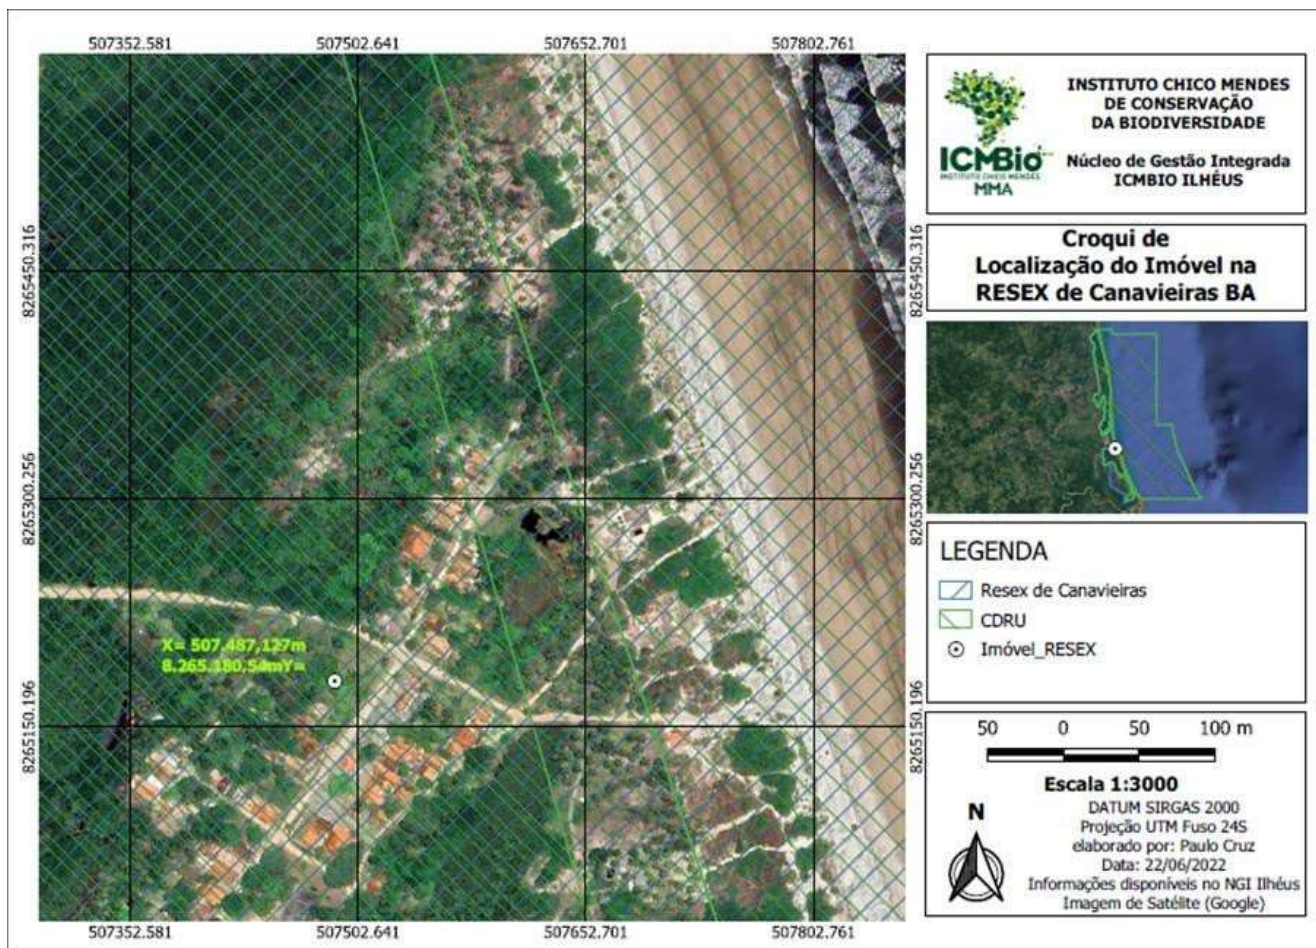 507352.581
507502.641
507652.701
507802.761
8265450.316
8265300.256
8265150.196
X= 507.487,127m
8.265.180,54mY=
8265450.316
8265300.256
8265150.196
507352.581
507502.641
507652.701
507802.761
ICMBio
INSTITUTO CHICO MENDES
MMA
INSTITUTO CHICO MENDES
DE CONSERVAÇÃO
DA BIODIVERSIDADE
Núcleo de Gestão Integrada
ICMBIO ILHÉUS
Croqui de
Localização do Imóvel na
RESEX de Canavieiras BA
LEGENDA
Resex de Canavieiras
CDRU
Imóvel_RESEX
50 0 50 100 m
Escala 1:3000
N
DATUM SIRGAS 2000
Projeção UTM Fuso 24S
elaborado por: Paulo Cruz
Data: 22/06/2022
Informações disponíveis no NGI Ilhéus
Imagem de Satélite (Google)